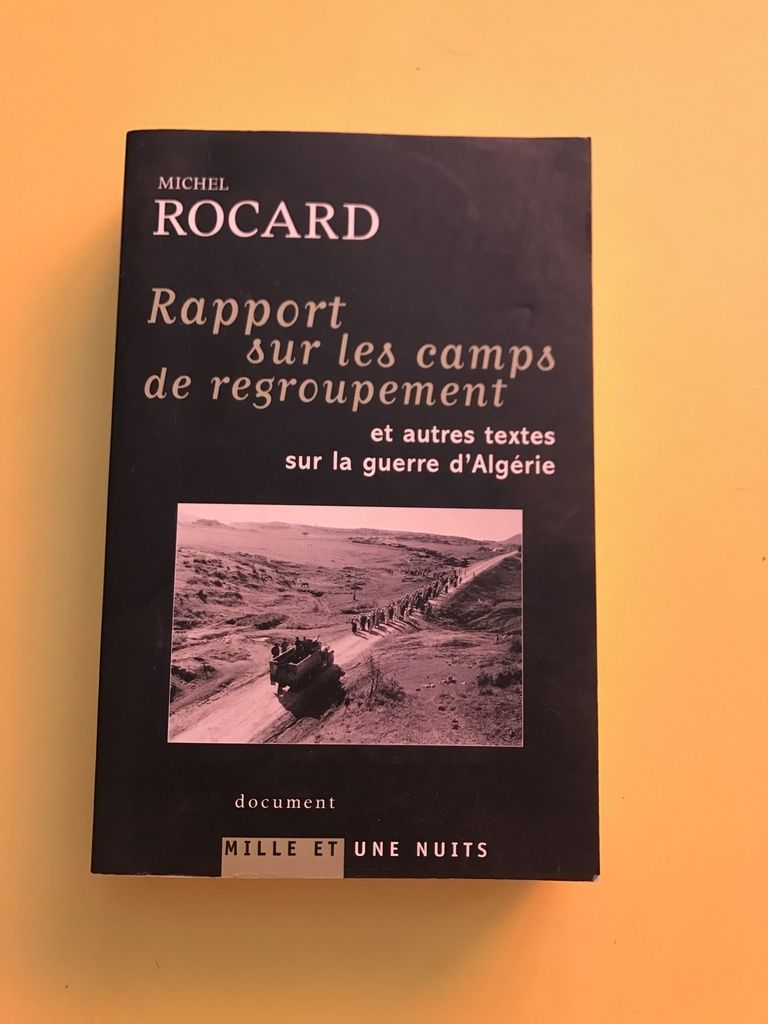 MICHEL
ROCARD
Rapport
sur les camps
de regroupement
et autres textes
sur la guerre d'Algérie
document
MILLE ET UNE NUITS